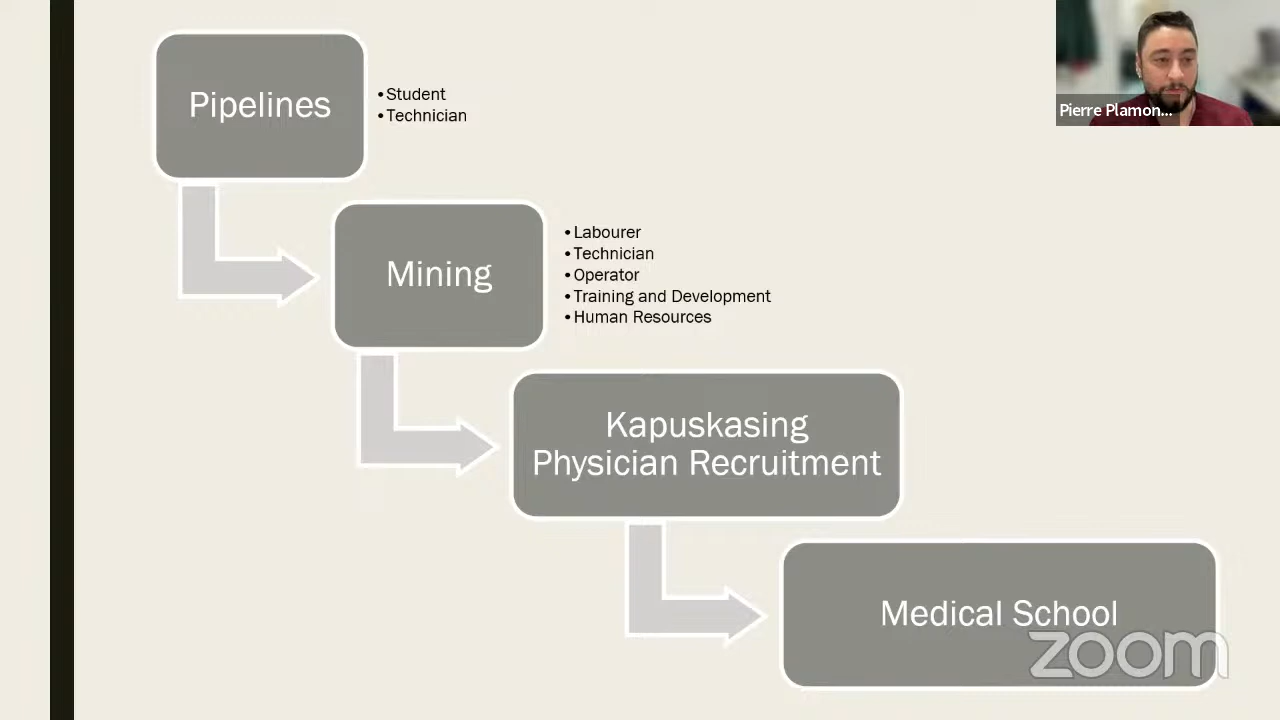 Pipelines
•Student
•Technician
Pierre Plamon...
Mining
•Labourer
•Technician
•Operator
•Training and Development
•Human Resources
Kapuskasing
Physician Recruitment
Medical School
zoom